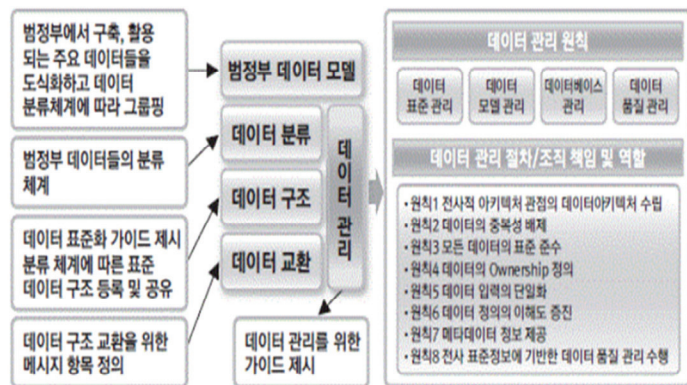 범정부에서 구축, 활용
되는 주요 데이터들을
도식화하고 데이터
분류체계에 따라 그룹핑
범정부 데이터들의 분류
체계
데이터 표준화 가이드 제시
분류 체계에 따른 표준
데이터 구조 등록 및 공유
데이터 구조 교환을 위한
메시지 항목 정의
범정부 데이터 모델
데이터 분류
데이터 구조
데이터 교환
데이터 관리
데이터 관리를 위한
가이드 제시
데이터 관리 원칙
데이터
표준 관리
데이터
모델 관리
데이터베이스
관리
데이터
품질 관리
데이터 관리 절차/조직 책임 및 역할
•원칙1 전사적 아키텍처 관점의 데이터아키텍처 수립
•원칙2 데이터의 중복성 배제
•원칙3 모든 데이터의 표준 준수
•원칙4 데이터의 Ownership 정의
•원칙5 데이터 입력의 단일화
•원칙6 데이터 정의의 이해도 증진
•원칙7 메타데이터 정보 제공
•원칙8 전사 표준정보에 기반한 데이터 품질 관리 수행